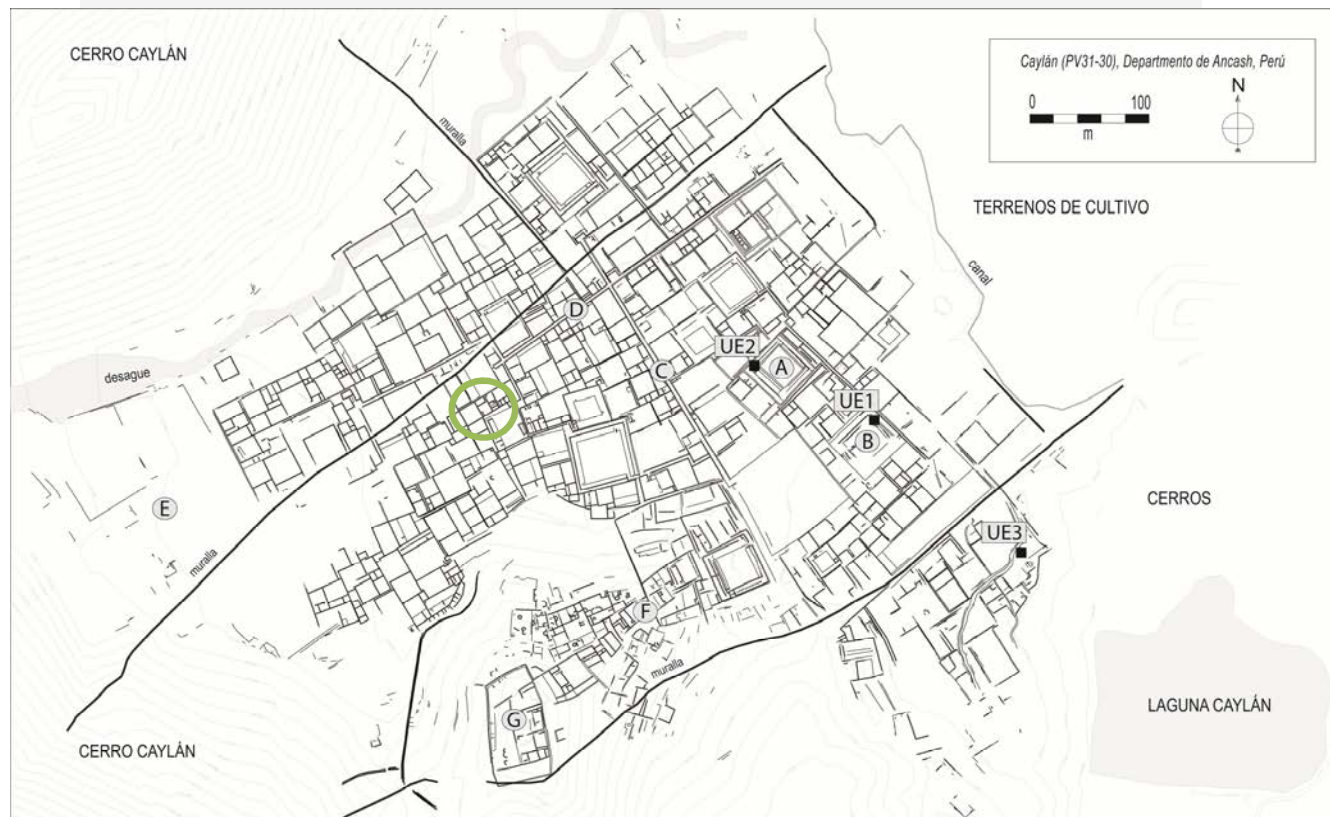 CERRO CAYLÁN
Caylán (PV31-30), Departmento de Ancash, Perú
0 100
m
N
muralla
TERRENOS DE CULTIVO
canal
D
UE2
A
C
desague
UE1
B
CERROS
E
UE3
muralla
F
muralla
LAGUNA CAYLÁN
G
CERRO CAYLÁN